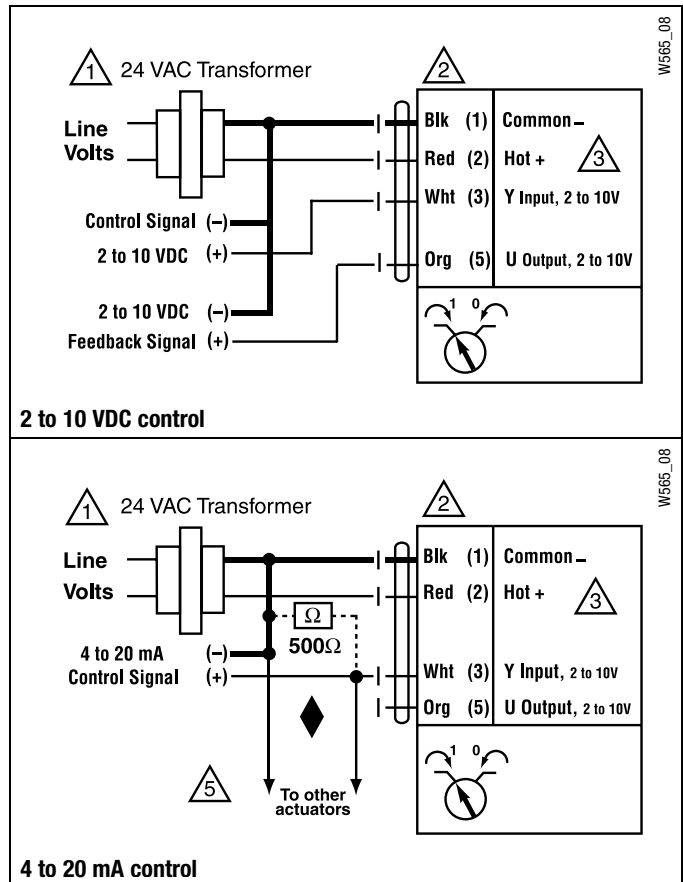 W565_08
1 24 VAC Transformer
2
Line
Volts
Blk (1) Common –
Red (2) Hot +
3
Wht (3) Y Input, 2 to 10V
Control Signal (–)
2 to 10 VDC (+)
Org (5) U Output, 2 to 10V
2 to 10 VDC (–)
Feedback Signal (+)
1 0
2 to 10 VDC control
W565_08
1 24 VAC Transformer
2
Line
Volts
Blk (1) Common –
Red (2) Hot +
3
Ω
500Ω
4 to 20 mA (–)
Control Signal (+)
Wht (3) Y Input, 2 to 10V
Org (5) U Output, 2 to 10V
1 0
5
To other
actuators
4 to 20 mA control